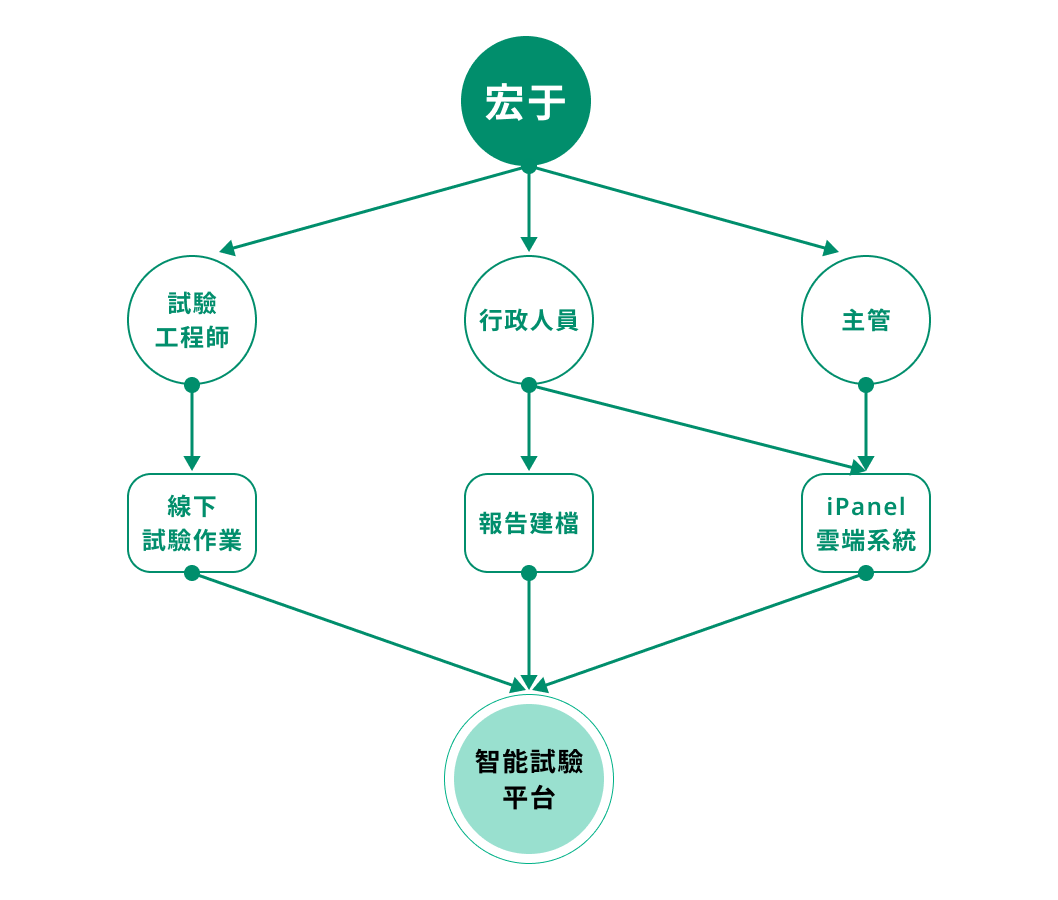 宏于
試驗
工程師
行政人員
主管
線下
試驗作業
報告建檔
iPanel
雲端系統
智能試驗
平台